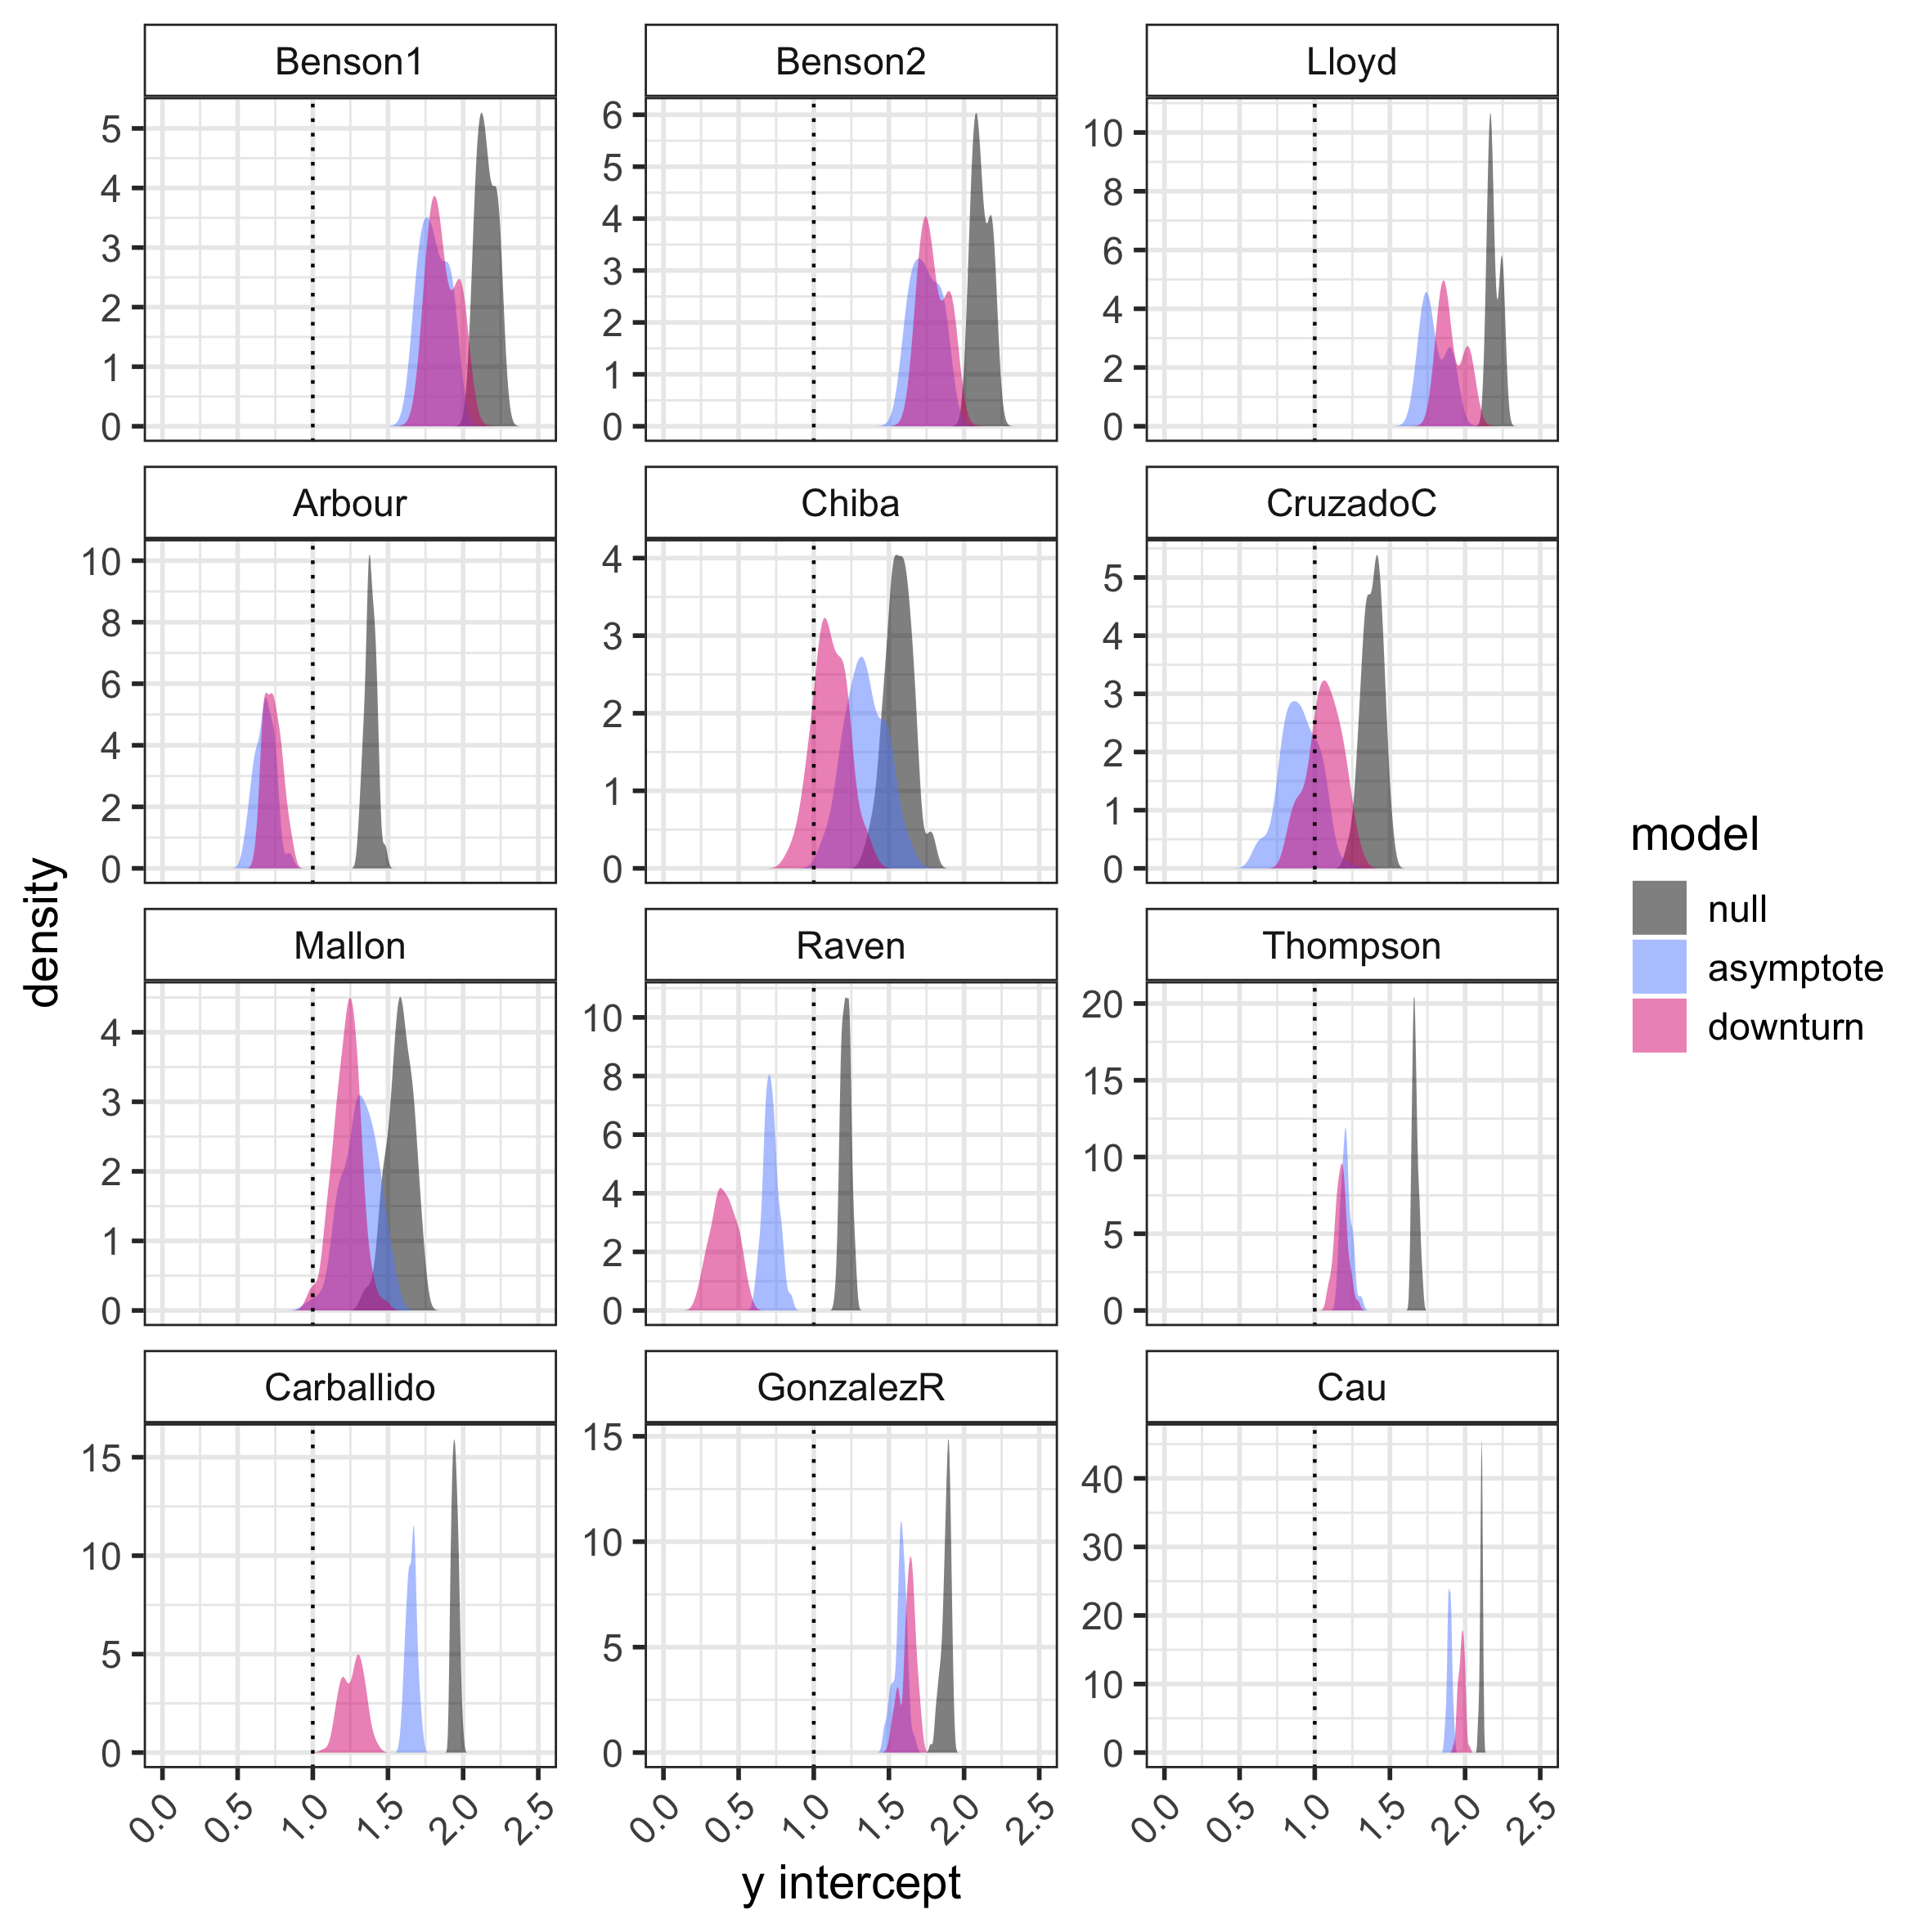 Benson1 Benson2 Lloyd
5 4 3 2 1 0
6 5 4 3 2 1 0
10 8 6 4 2 0
Arbour Chiba CruzadoC
10 8 6 4 2 0
4 3 2 1 0
5 4 3 2 1 0
Mallon Raven Thompson
4 3 2 1 0
10 8 6 4 2 0
20 15 10 5 0
Carballido GonzalezR Cau
15 10 5 0
15 10 5 0
40 30 20 10 0
0.0 0.5 1.0 1.5 2.0 2.5
0.0 0.5 1.0 1.5 2.0 2.5
0.0 0.5 1.0 1.5 2.0 2.5
y intercept
density
model
null
asymptote
downturn